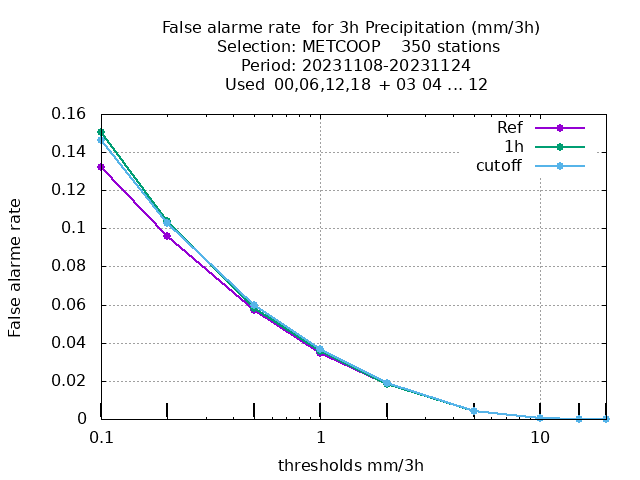 False alarme rate  for 3h Precipitation (mm/3h)
Selection: METCOOP    350 stations
Period: 20231108-20231124
Used  00,06,12,18  + 03 04 ... 12
Ref
1h
cutoff
False alarme rate
0.16
0.14
0.12
0.1
0.08
0.06
0.04
0.02
0
0.1
1
10
thresholds mm/3h